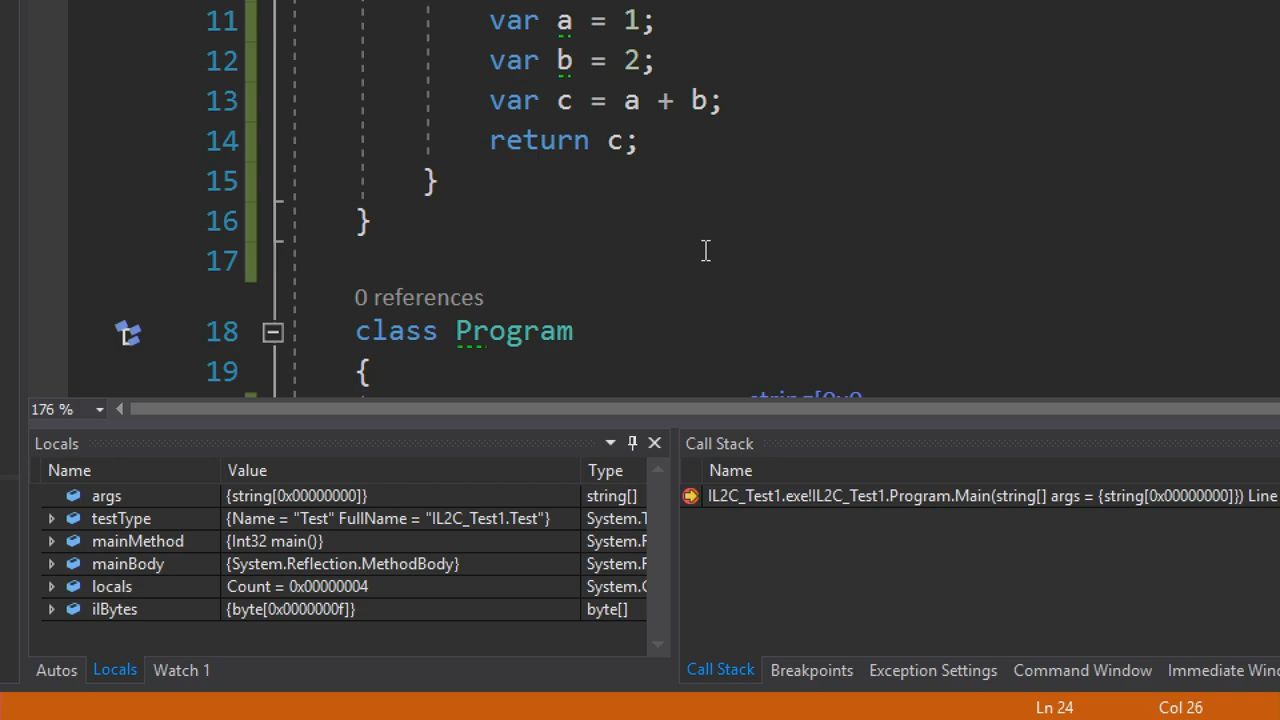 11 var a = 1;
12 var b = 2;
13 var c = a + b;
14 return c;
15 }
16 }
17
0 references
18 class Program
19 {
string[0x0
176 %
Locals
Name Value Type
args {string[0x00000000]} string[]
testType {Name = "Test" FullName = "IL2C_Test1.Test"} System.T
mainMethod {Int32 main()} System.R
mainBody {System.Reflection.MethodBody} System.R
locals Count = 0x00000004 System.C
ilBytes {byte[0x0000000f]} byte[]
Autos Locals Watch 1
Call Stack
Name
IL2C_Test1.exe!IL2C_Test1.Program.Main(string[] args = {string[0x00000000]}) Line
Call Stack Breakpoints Exception Settings Command Window Immediate Wind
Ln 24 Col 26